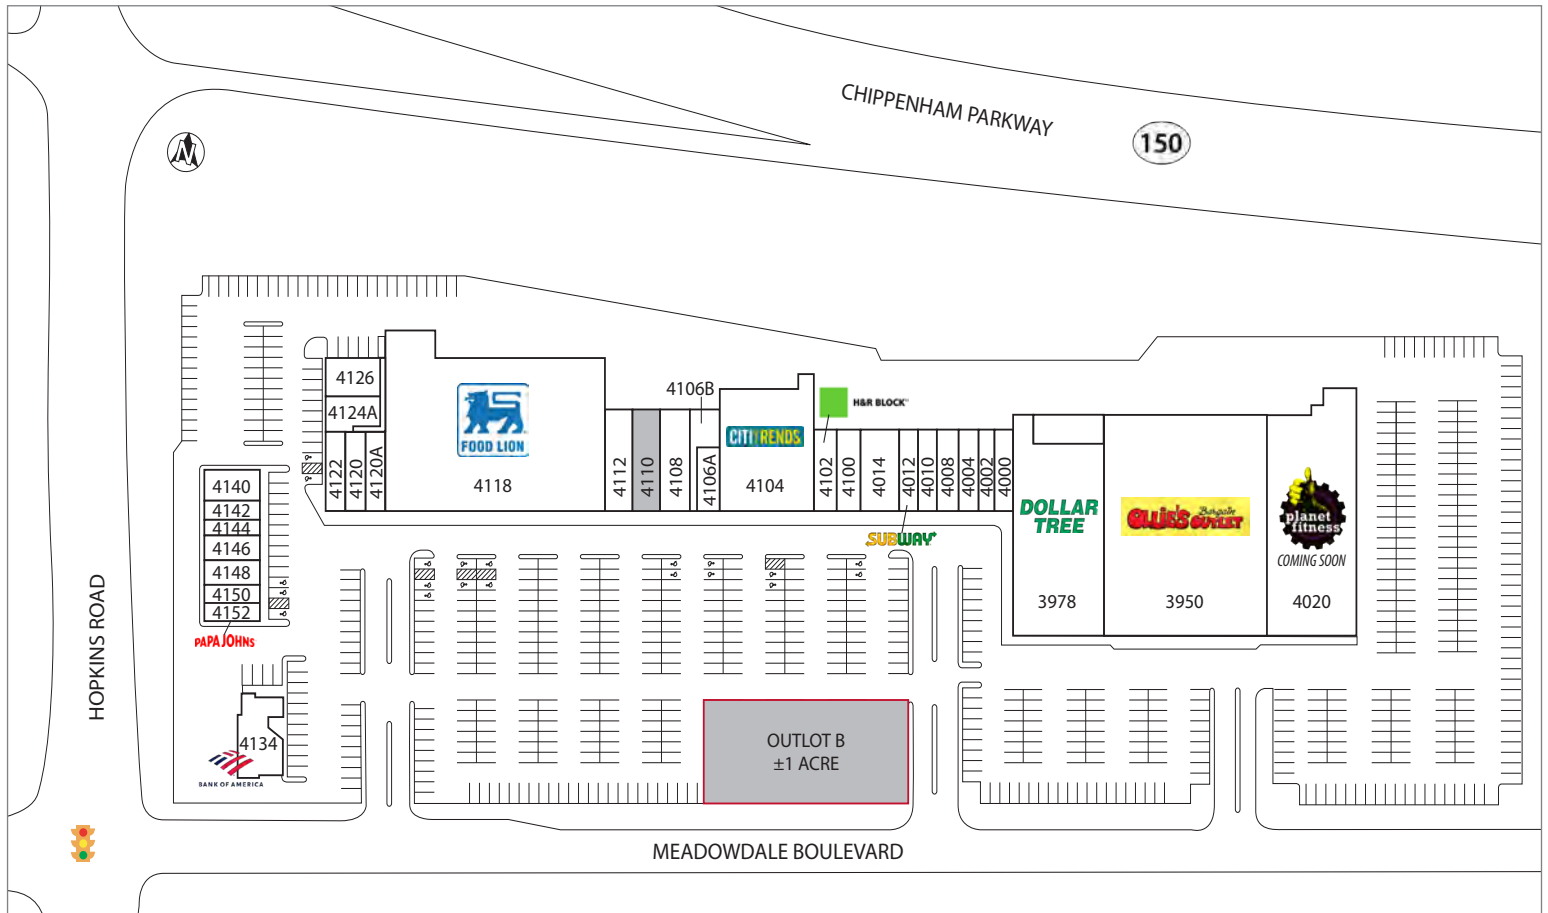 CHIPPENHAM PARKWAY
150
N
4106B
H&R BLOCK
4126
4124A
FOOD LION
CITITRENDS
4122
4120
4120A
4118
4112
4110
4108
4106A
4104
4102
4100
4014
4012
4010
4008
4004
4002
4000
4140
4142
4144
4146
4148
4150
4152
PAPA JOHNS
SUBWAY
DOLLAR
TREE
OLLIE'S Bargain
OUTLET
planet
fitness
COMING SOON
3978
3950
4020
HOPKINS ROAD
4134
BANK OF AMERICA
OUTLOT B
±1 ACRE
MEADOWDALE BOULEVARD